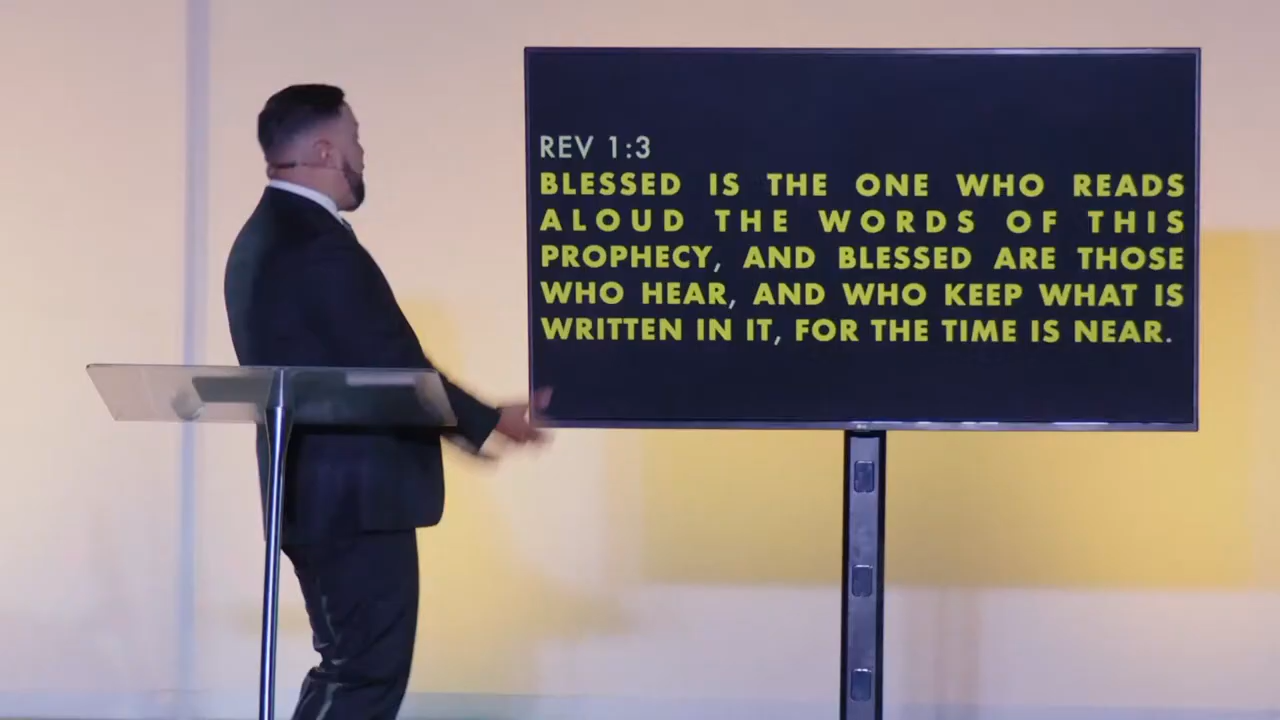 REV 1:3
BLESSED IS THE ONE WHO READS
ALOUD THE WORDS OF THIS
PROPHECY, AND BLESSED ARE THOSE
WHO HEAR, AND WHO KEEP WHAT IS
WRITTEN IN IT, FOR THE TIME IS NEAR.